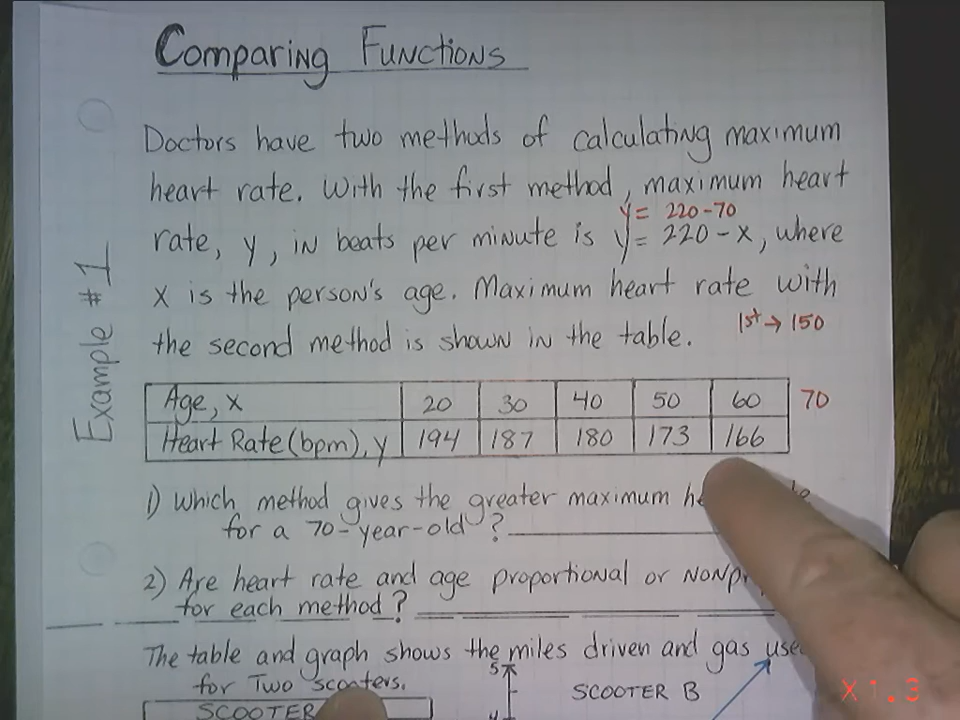 Comparing Functions
Example #1
Doctors have two methods of calculating maximum
heart rate. With the first method, maximum heart
y = 220-70
rate, y, in beats per minute is y = 220 - x, where
x is the person's age. Maximum heart rate with
1st → 150
the second method is shown in the table.
Age, x 20 30 40 50 60 70
Heart Rate (bpm), y 194 187 180 173 166
1) Which method gives the greater maximum
for a 70-year-old?
2) Are heart rate and age proportional or
for each method?
The table and graph shows the miles driven and gas
for Two scooters.
5
SCOOTER B
SCOOTER
X1.3